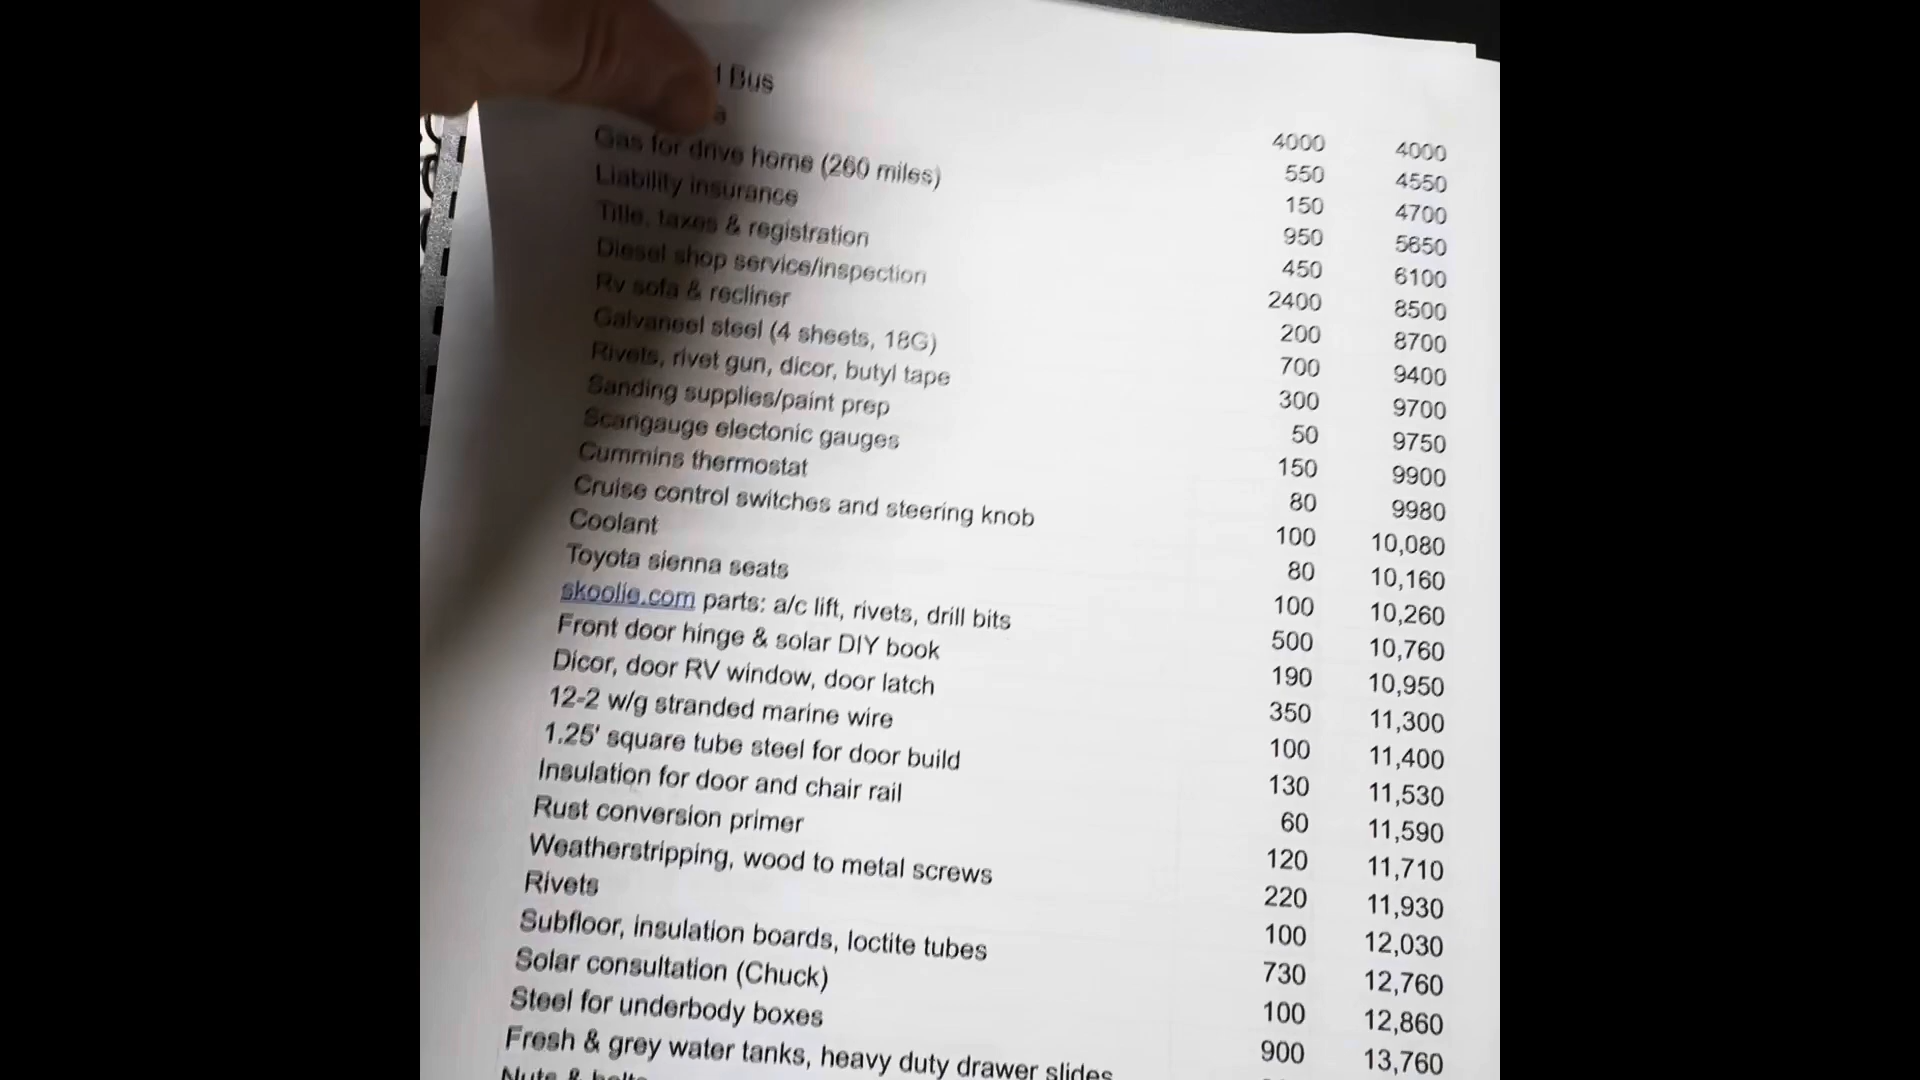 Bus 4000 4000
550 4550
Gas for drive home (260 miles) 150 4700
Liability insurance 950 5650
Title, taxes & registration 450 6100
Diesel shop service/inspection 2400 8500
Rv sofa & recliner 200 8700
Galvaneel steel (4 sheets, 18G) 700 9400
Rivets, rivet gun, dicor, butyl tape 300 9700
Sanding supplies/paint prep 50 9750
Scangauge electonic gauges 150 9900
Cummins thermostat 80 9980
Cruise control switches and steering knob 100 10,080
Coolant 80 10,160
Toyota sienna seats 100 10,260
skoolie.com parts: a/c lift, rivets, drill bits 500 10,760
Front door hinge & solar DIY book 190 10,950
Dicor, door RV window, door latch 350 11,300
12-2 w/g stranded marine wire 100 11,400
1.25' square tube steel for door build 130 11,530
Insulation for door and chair rail 60 11,590
Rust conversion primer 120 11,710
Weatherstripping, wood to metal screws 220 11,930
Rivets 100 12,030
Subfloor, insulation boards, loctite tubes 730 12,760
Solar consultation (Chuck) 100 12,860
Steel for underbody boxes 900 13,760
Fresh & grey water tanks, heavy duty drawer slides
Nuts & bolts